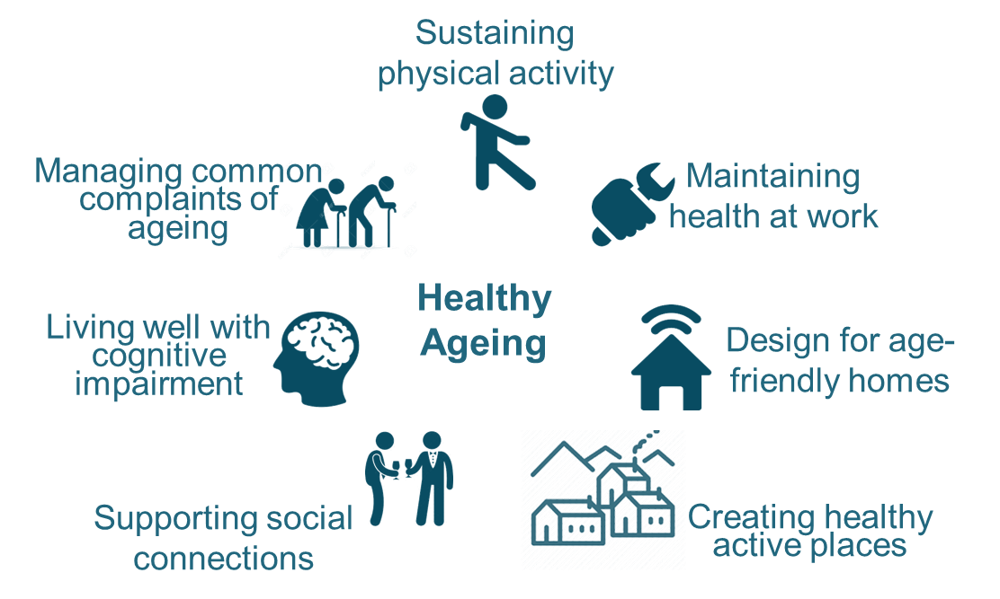 Sustaining
physical activity
Managing common
complaints of
ageing
Maintaining
health at work
Healthy
Ageing
Living well with
cognitive
impairment
Design for age-
friendly homes
Supporting social
connections
Creating healthy
active places